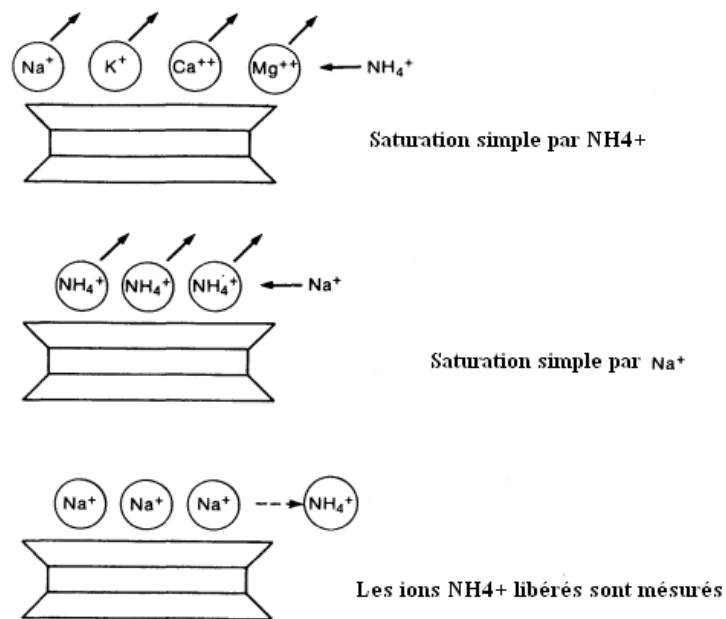 Na+ K+ Ca++ Mg++ NH4+
Saturation simple par NH4+
NH4+ NH4+ NH4+ Na+
Saturation simple par Na+
Na+ Na+ Na+ NH4+
Les ions NH4+ libérés sont mésurés